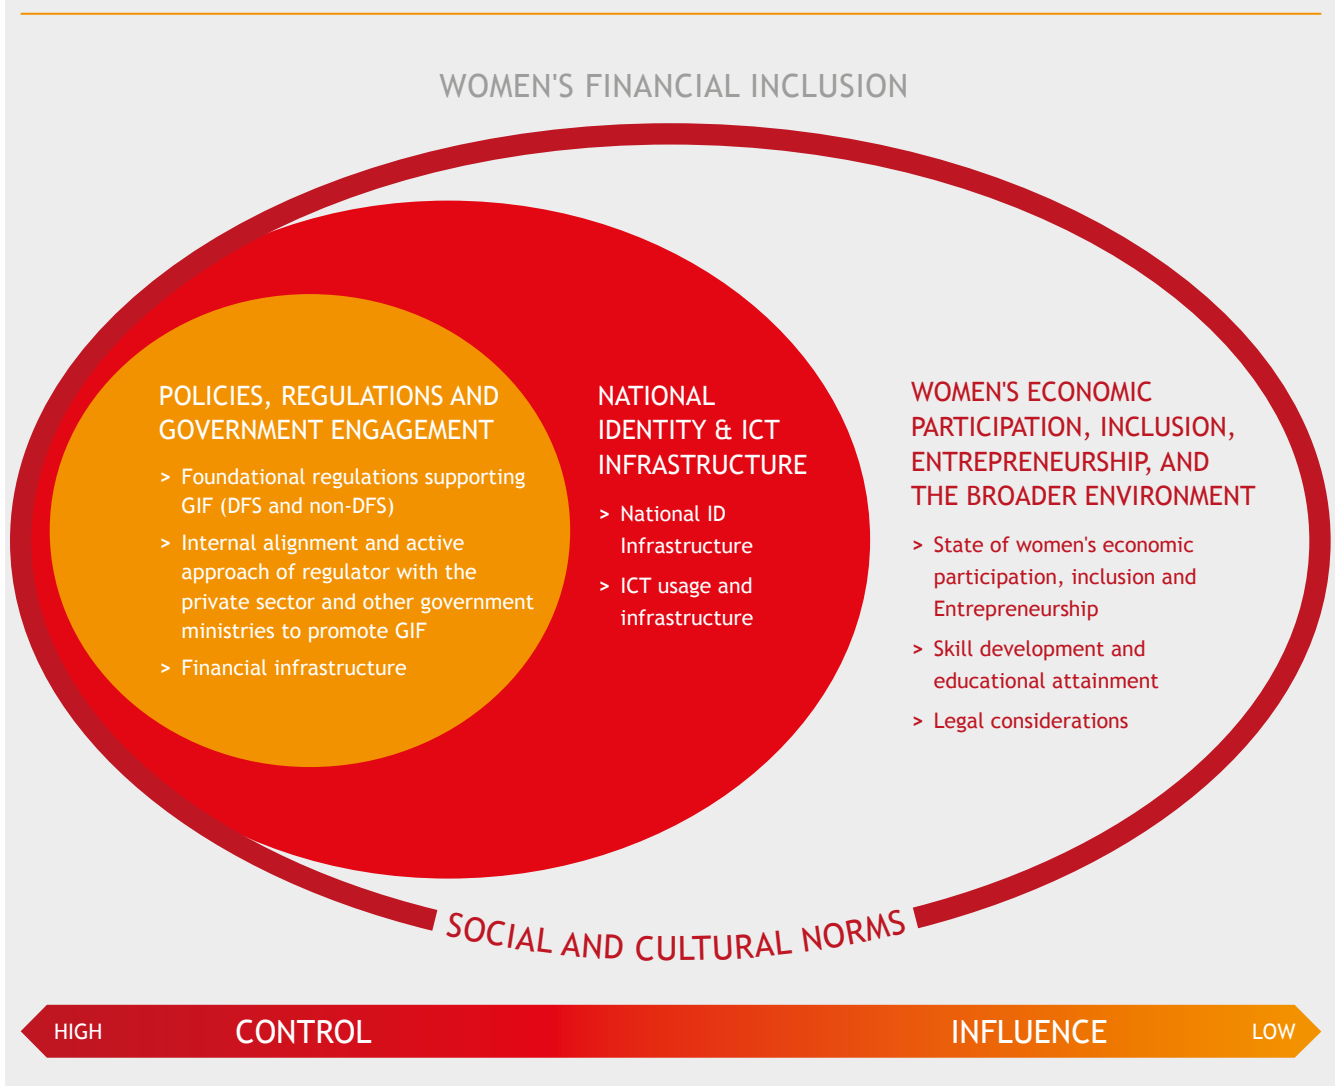 WOMEN'S FINANCIAL INCLUSION
POLICIES, REGULATIONS AND
GOVERNMENT ENGAGEMENT
> Foundational regulations supporting
GIF (DFS and non-DFS)
> Internal alignment and active
approach of regulator with the
private sector and other government
ministries to promote GIF
> Financial infrastructure
NATIONAL
IDENTITY & ICT
INFRASTRUCTURE
> National ID
Infrastructure
> ICT usage and
infrastructure
WOMEN'S ECONOMIC
PARTICIPATION, INCLUSION,
ENTREPRENEURSHIP, AND
THE BROADER ENVIRONMENT
> State of women's economic
participation, inclusion and
Entrepreneurship
> Skill development and
educational attainment
> Legal considerations
SOCIAL AND CULTURAL NORMS
HIGH CONTROL INFLUENCE LOW